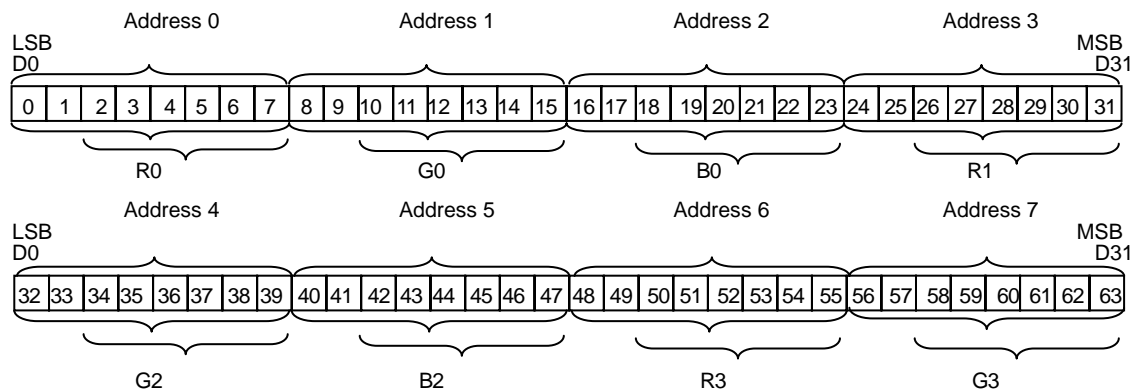 Address 0 Address 1 Address 2 Address 3
LSB MSB
D0 D31
0 1 2 3 4 5 6 7 8 9 10 11 12 13 14 15 16 17 18 19 20 21 22 23 24 25 26 27 28 29 30 31
R0 G0 B0 R1
Address 4 Address 5 Address 6 Address 7
LSB MSB
D0 D31
32 33 34 35 36 37 38 39 40 41 42 43 44 45 46 47 48 49 50 51 52 53 54 55 56 57 58 59 60 61 62 63
G2 B2 R3 G3